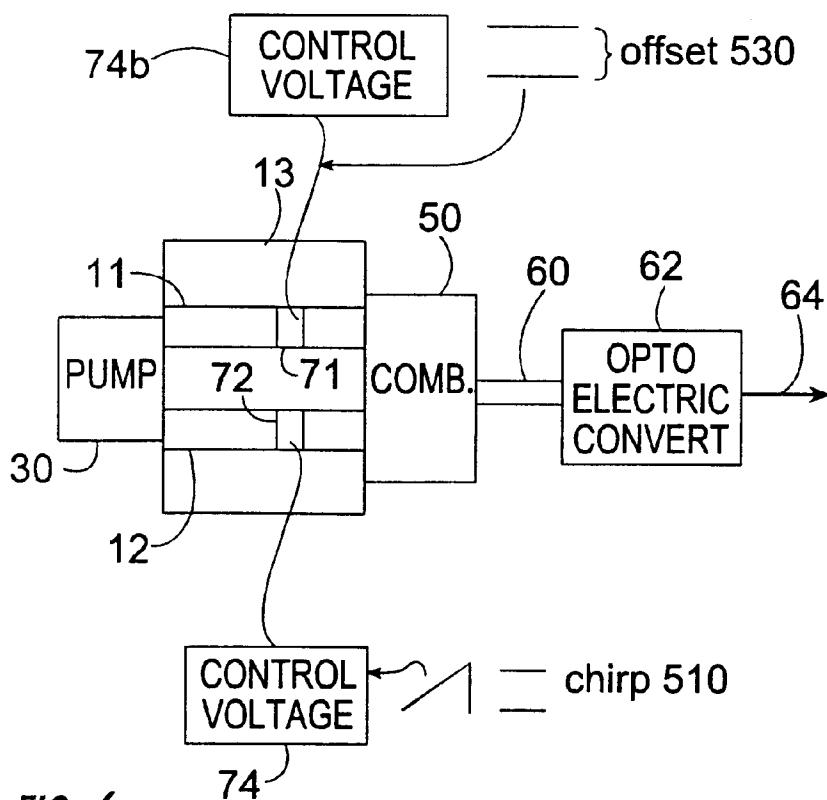 CONTROL
VOLTAGE
74b
offset 530
13
50
11
60
62
64
PUMP
71
72
COMB.
OPTO
ELECTRIC
CONVERT
30
12
CONTROL
VOLTAGE
chirp 510
74